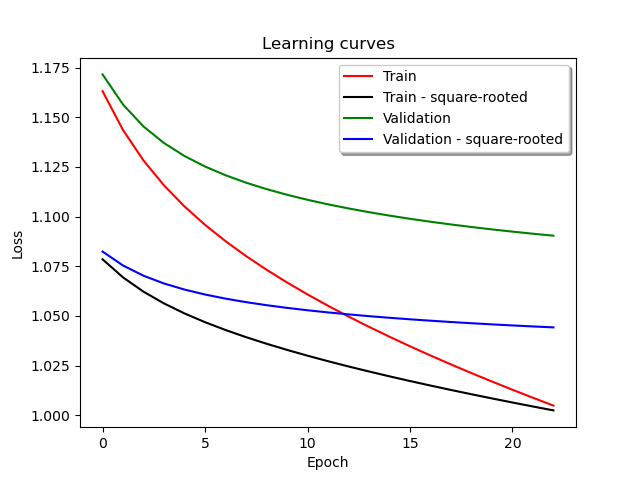 Learning curves
Train
Train - square-rooted
Validation
Validation - square-rooted
Loss
1.175
1.150
1.125
1.100
1.075
1.050
1.025
1.000
0 5 10 15 20
Epoch